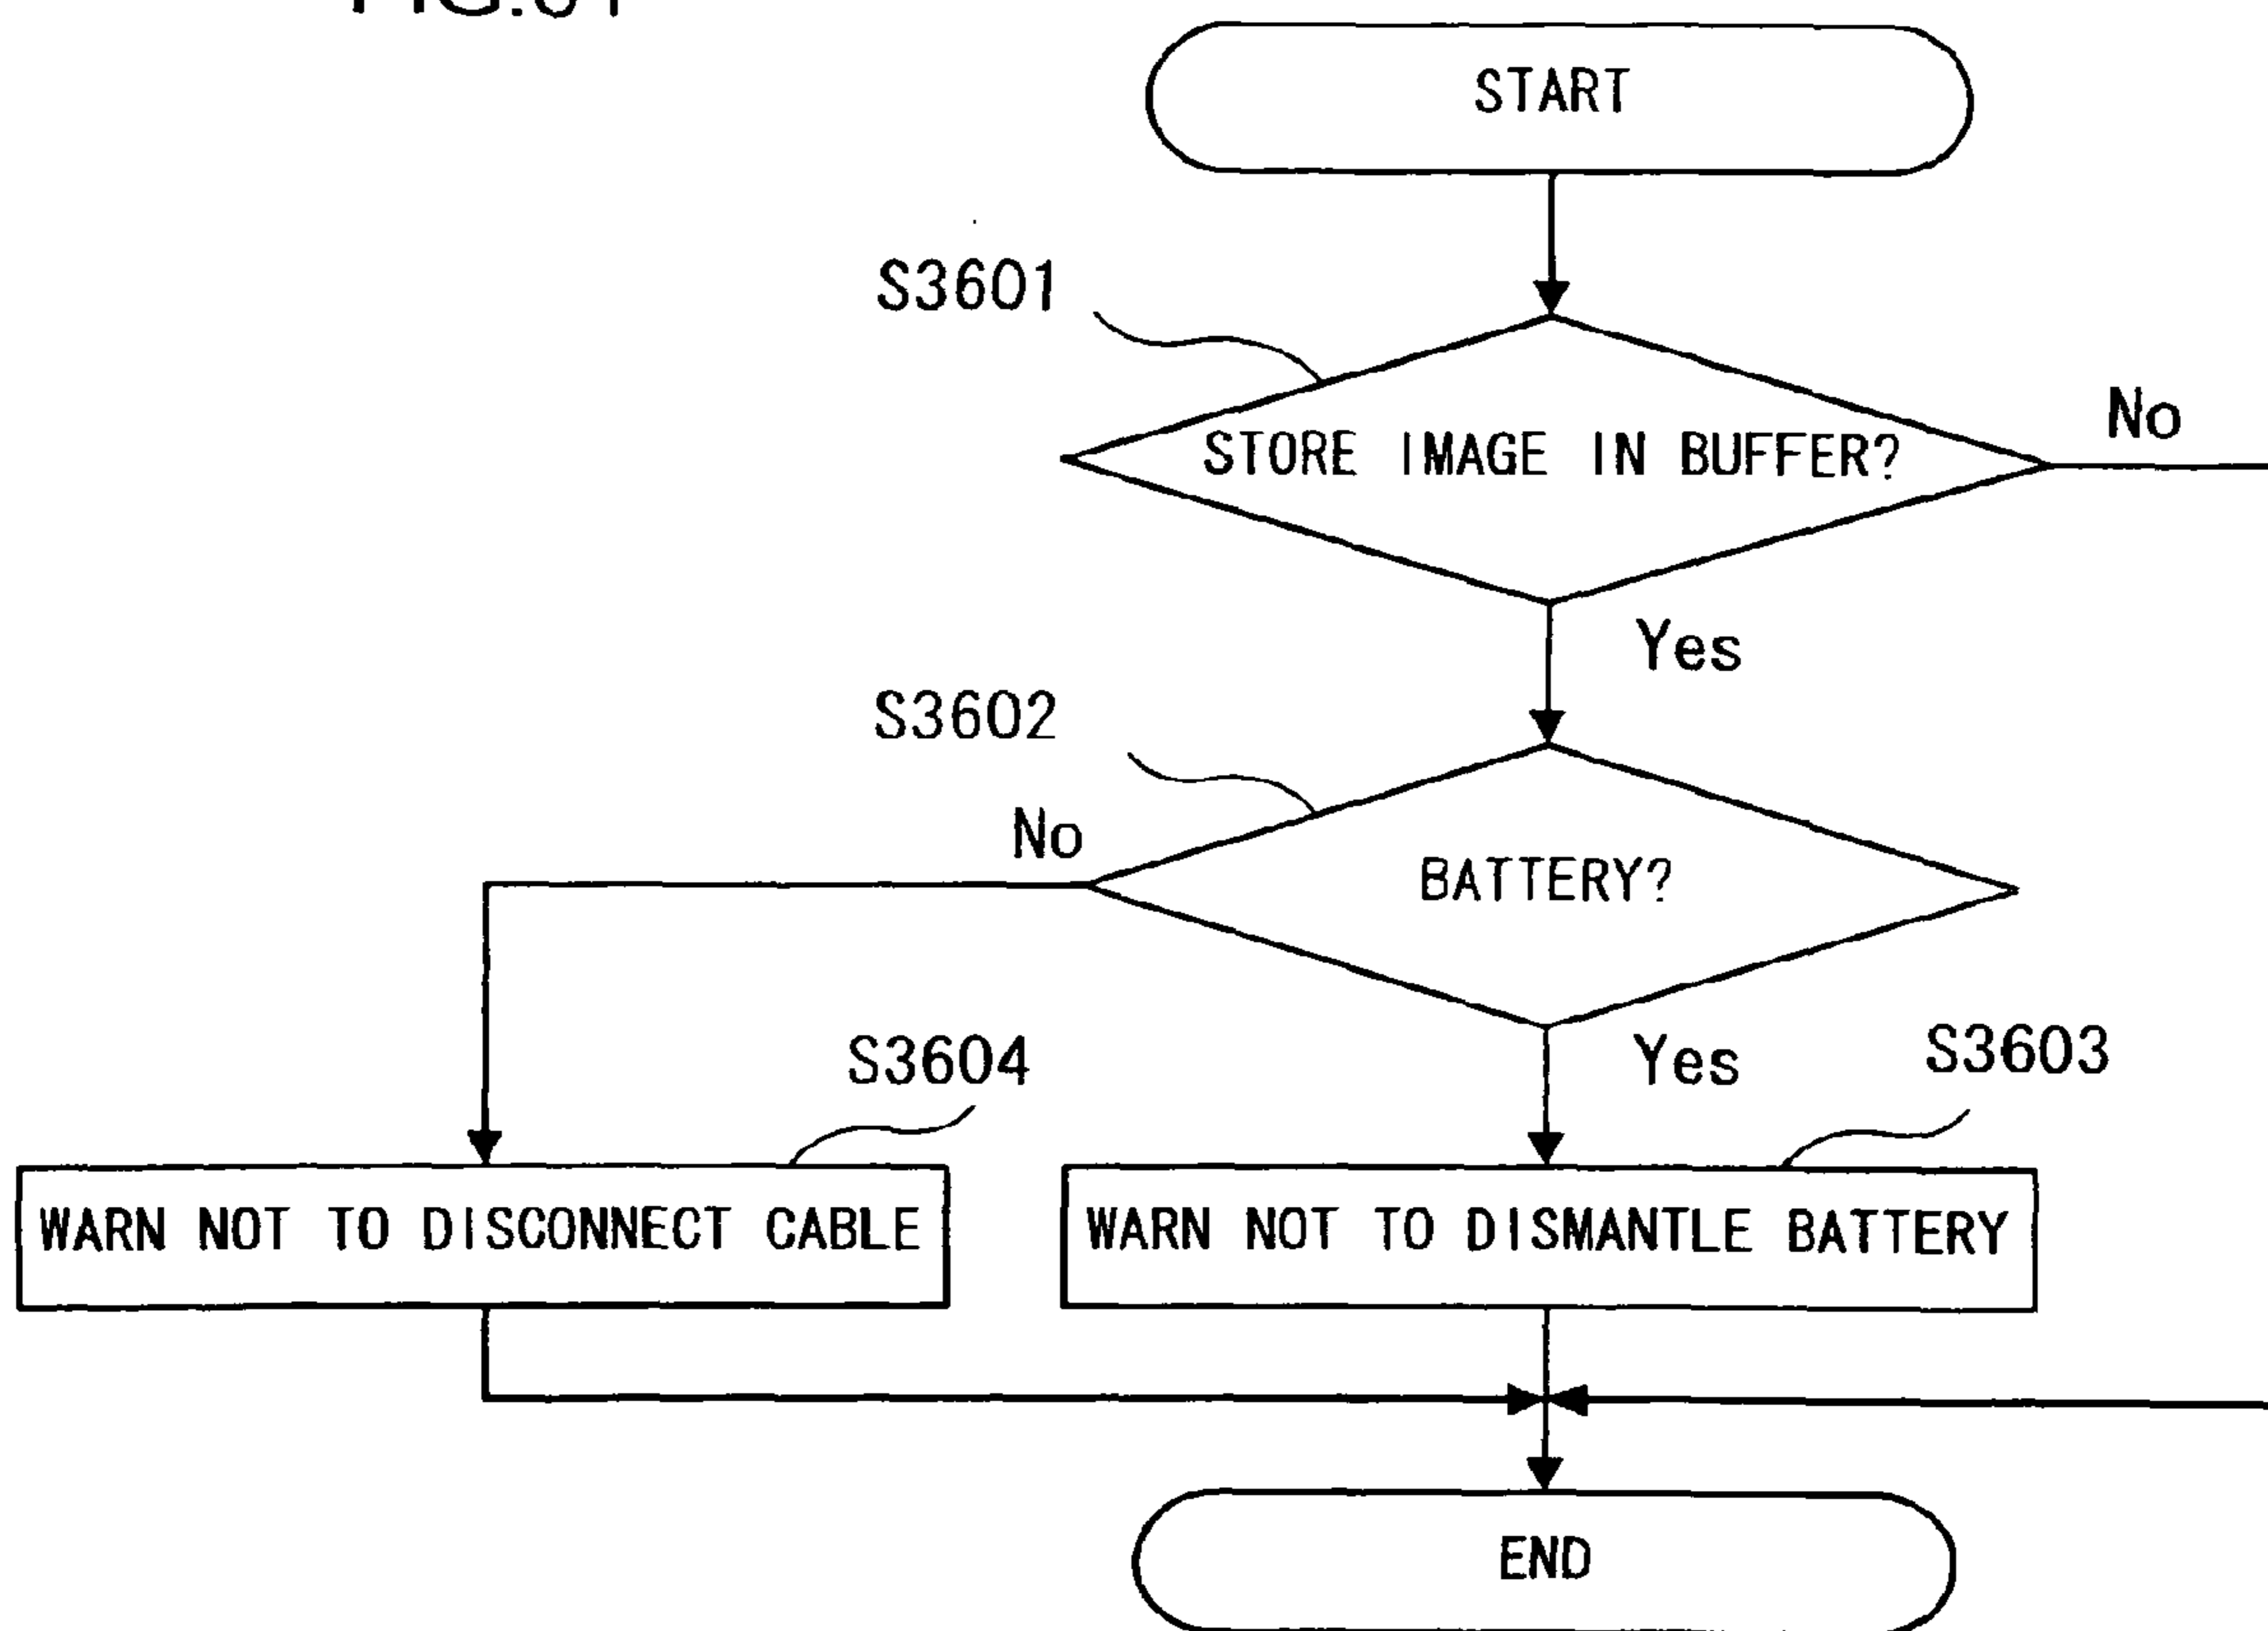 START
S3601
STORE IMAGE IN BUFFER?
No
Yes
S3602
No
BATTERY?
Yes
S3604
S3603
WARN NOT TO DISCONNECT CABLE
WARN NOT TO DISMANTLE BATTERY
END